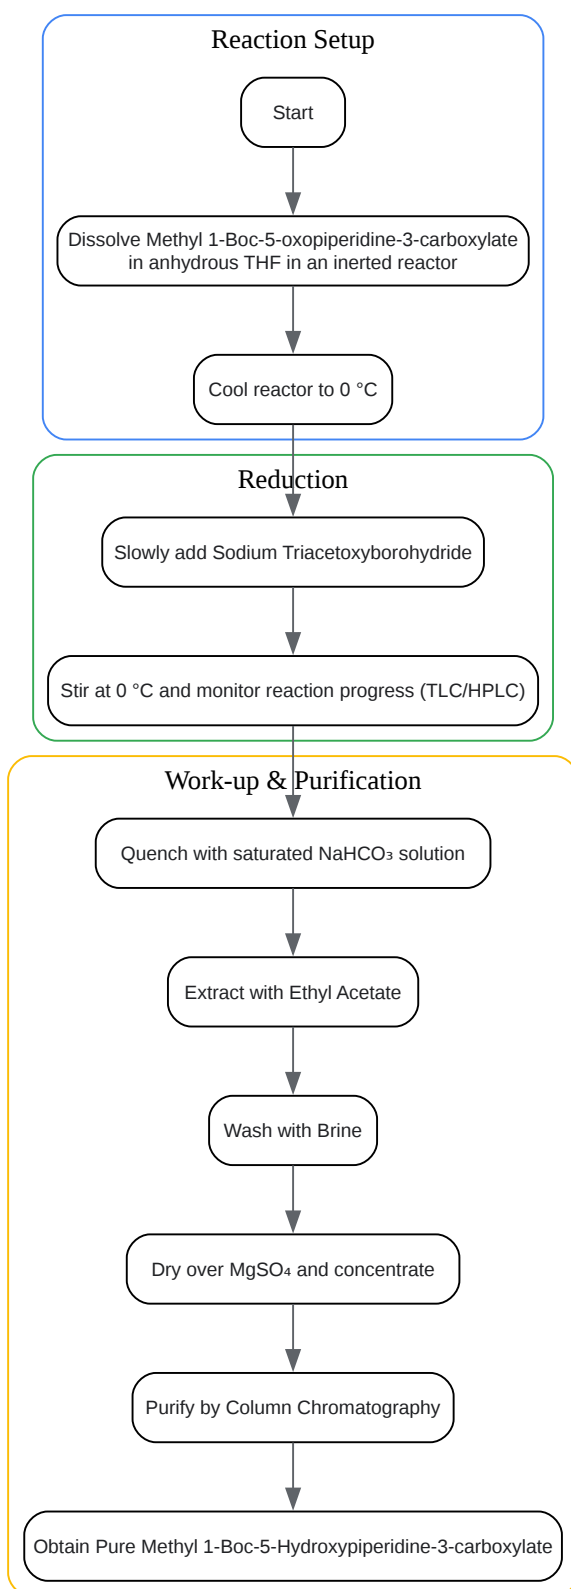 Reaction Setup
Start
Dissolve Methyl 1-Boc-5-oxopiperidine-3-carboxylate
in anhydrous THF in an inerted reactor
Cool reactor to 0 °C
Reduction
Slowly add Sodium Triacetoxyborohydride
Stir at 0 °C and monitor reaction progress (TLC/HPLC)
Work-up & Purification
Quench with saturated NaHCO₃ solution
Extract with Ethyl Acetate
Wash with Brine
Dry over MgSO₄ and concentrate
Purify by Column Chromatography
Obtain Pure Methyl 1-Boc-5-Hydroxypiperidine-3-carboxylate